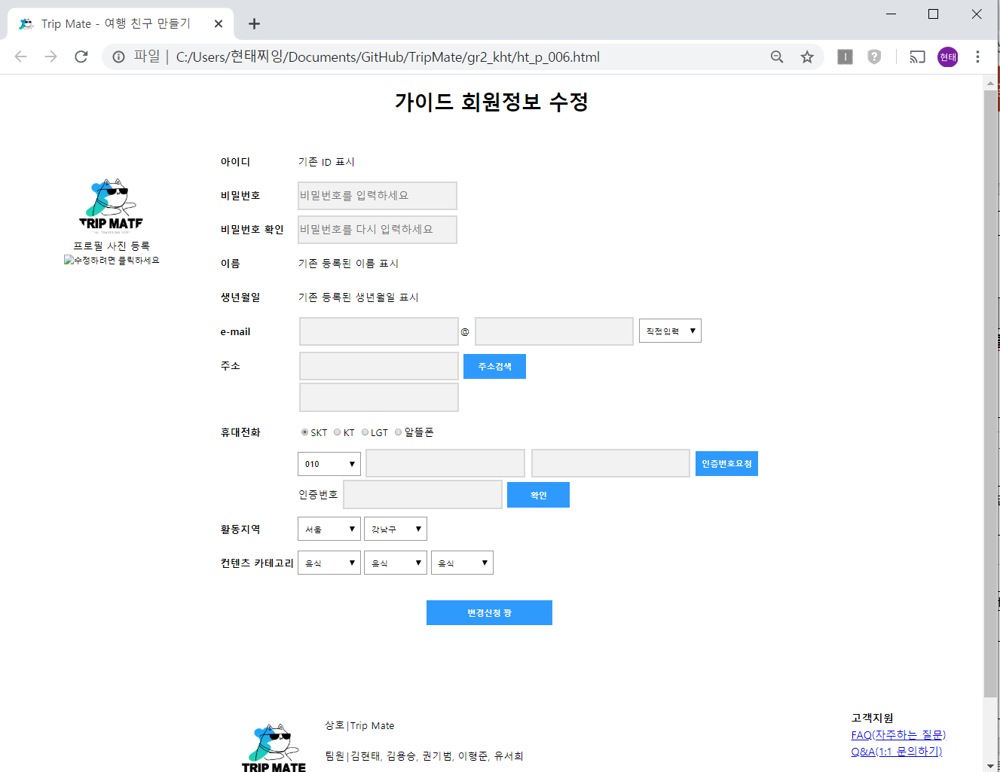 Trip Mate - 여행 친구 만들기
파일 | C:/Users/현태찌잉/Documents/GitHub/TripMate/gr2_kht/ht_p_006.html
현태
가이드 회원정보 수정
아이디 기존 ID 표시
TRIP MATE
비밀번호 비밀번호를 입력하세요
비밀번호 확인 비밀번호를 다시 입력하세요
프로필 사진 등록
수정하려면 클릭하세요
이름 기존 등록된 이름 표시
생년월일 기존 등록된 생년월일 표시
e-mail @ 직접입력
주소 주소검색
휴대전화 SKT KT LGT 알뜰폰
010 인증번호요청
인증번호 확인
활동지역 서울 강남구
컨텐츠 카테고리 음식 음식 음식
변경신청 꽝
TRIP MATE
상호|Trip Mate
팀원|김현태, 김용승, 권기범, 이형준, 유서희
고객지원
FAQ(자주하는 질문)
Q&A(1:1 문의하기)